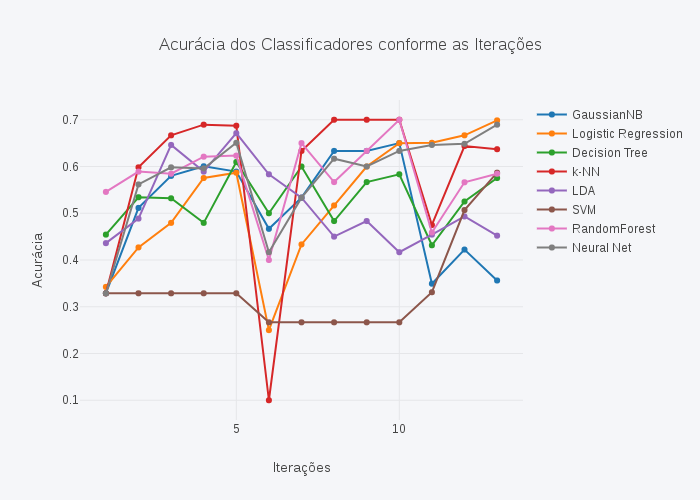 Acurácia dos Classificadores conforme as Iterações
GaussianNB
Logistic Regression
Decision Tree
k-NN
LDA
SVM
RandomForest
Neural Net
0.7
0.6
0.5
0.4
0.3
0.2
0.1
Acurácia
5
10
Iterações